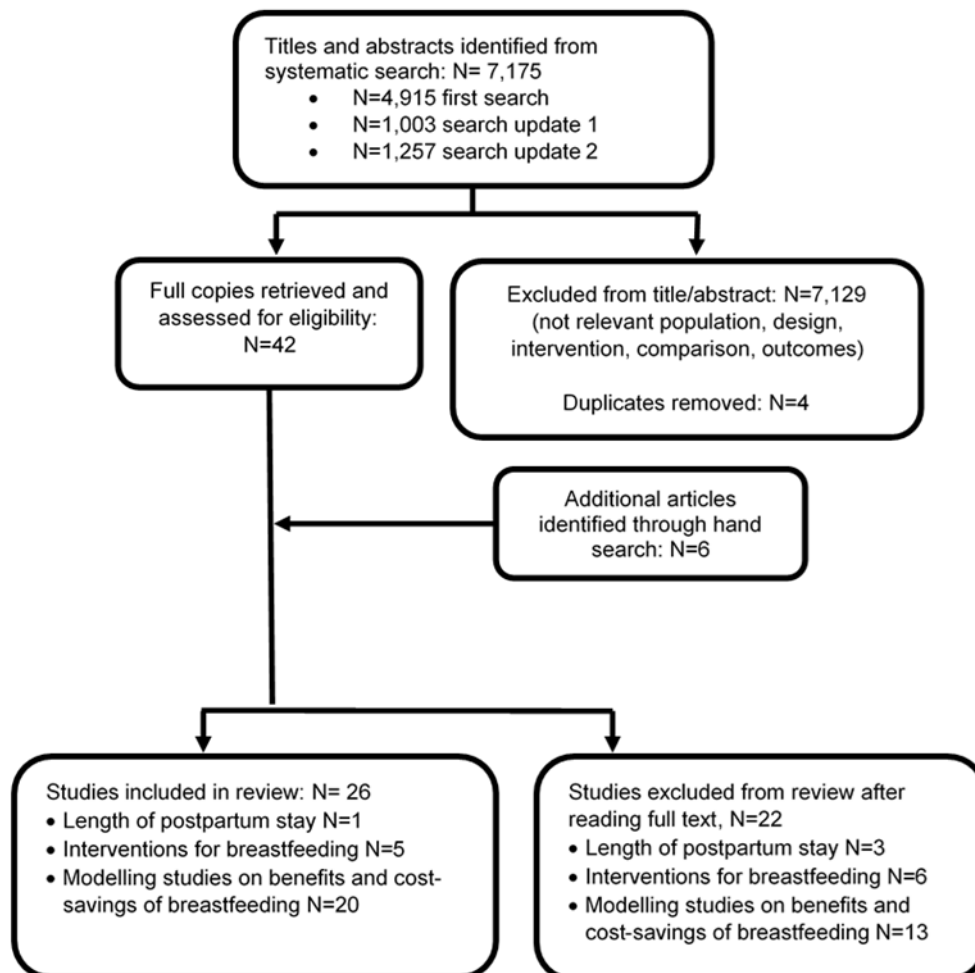 Titles and abstracts identified from
systematic search: N= 7,175
• N=4,915 first search
• N=1,003 search update 1
• N=1,257 search update 2
Full copies retrieved and
assessed for eligibility:
N=42
Excluded from title/abstract: N=7,129
(not relevant population, design,
intervention, comparison, outcomes)
Duplicates removed: N=4
Additional articles
identified through hand
search: N=6
Studies included in review: N= 26
• Length of postpartum stay N=1
• Interventions for breastfeeding N=5
• Modelling studies on benefits and cost-
savings of breastfeeding N=20
Studies excluded from review after
reading full text, N=22
• Length of postpartum stay N=3
• Interventions for breastfeeding N=6
• Modelling studies on benefits and
cost-savings of breastfeeding N=13